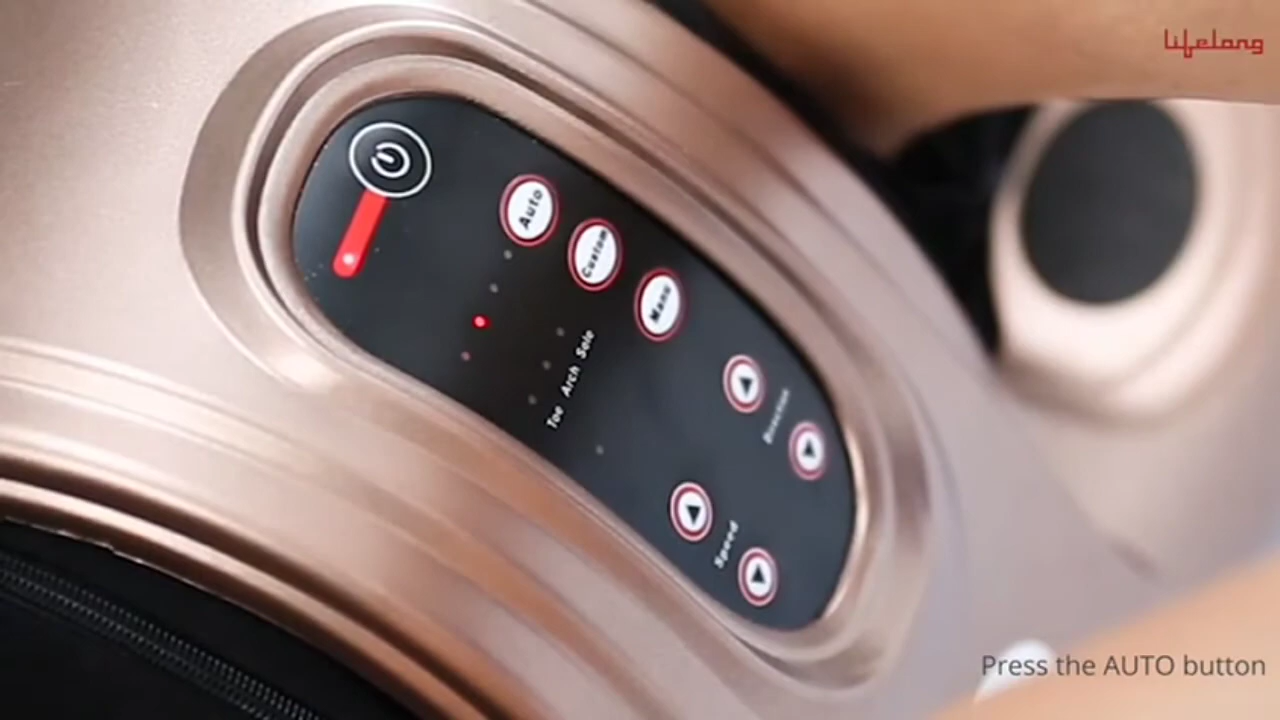 lifelong
Auto
Custom
Manu
Toe Arch Sole
Direction
Speed
Press the AUTO button